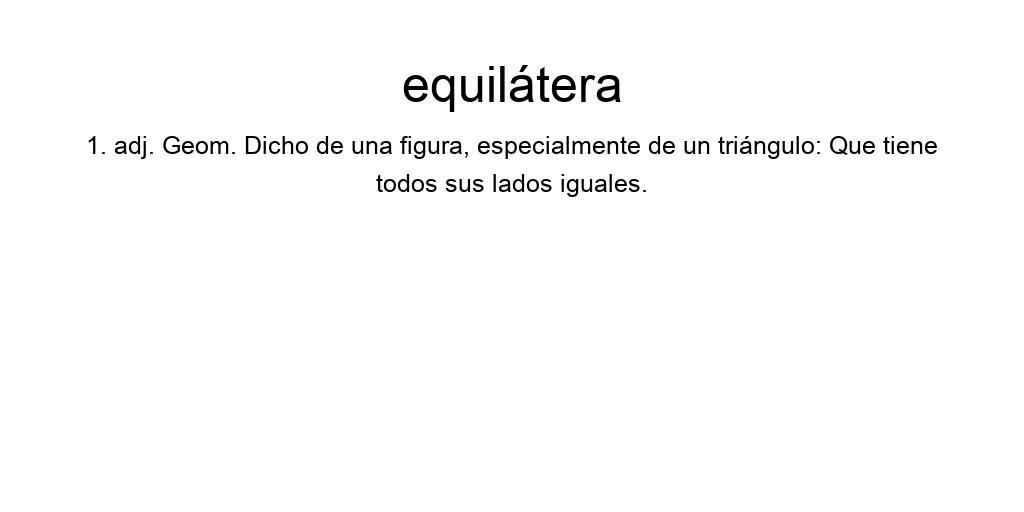 equilátera
1. adj. Geom. Dicho de una figura, especialmente de un triángulo: Que tiene
todos sus lados iguales.